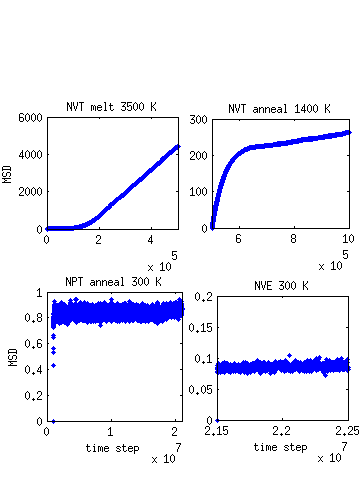 NVT melt 3500 K
NVT anneal 1400 K
6000
4000
2000
0
MSD
0
2
4
5
x 10
300
200
100
0
6
8
10
5
x 10
NPT anneal 300 K
NVE 300 K
1
0.8
0.6
0.4
0.2
0
MSD
0
1
2
time step
7
x 10
0.2
0.15
0.1
0.05
0
2.15
2.2
2.25
time step
7
x 10